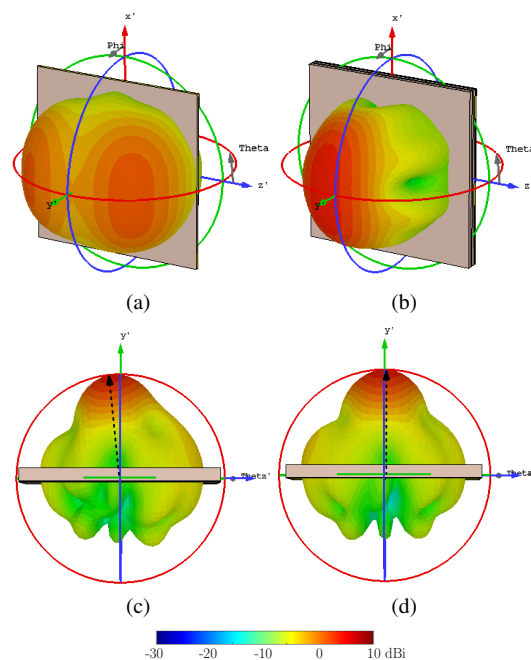 x' x'
Phi Phi
Theta Theta
z' z
y y
(a) (b)
y' y'
Theta' Theta
(c) (d)
-30 -20 -10 0 10 dBi